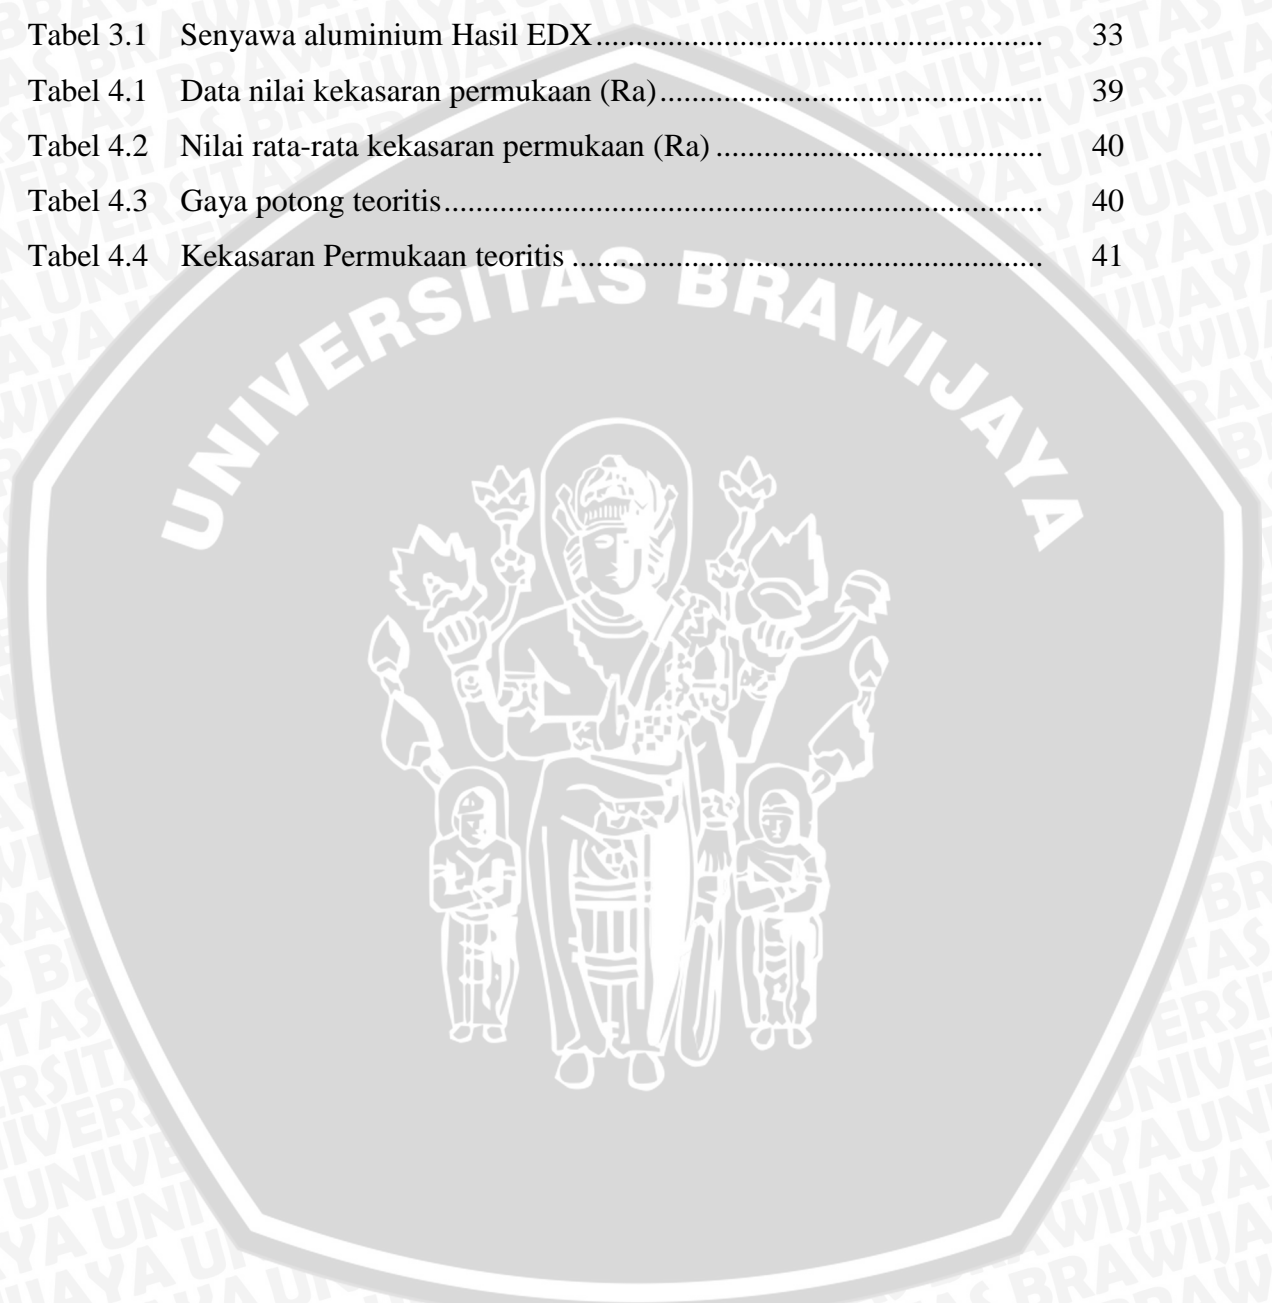 Tabel 3.1 Senyawa aluminium Hasil EDX........................................................ 33
Tabel 4.1 Data nilai kekasaran permukaan (Ra)................................................ 39
Tabel 4.2 Nilai rata-rata kekasaran permukaan (Ra)......................................... 40
Tabel 4.3 Gaya potong teoritis........................................................................... 40
Tabel 4.4 Kekasaran Permukaan teoritis........................................................... 41
UNIVERSITAS BRAWIJAYA